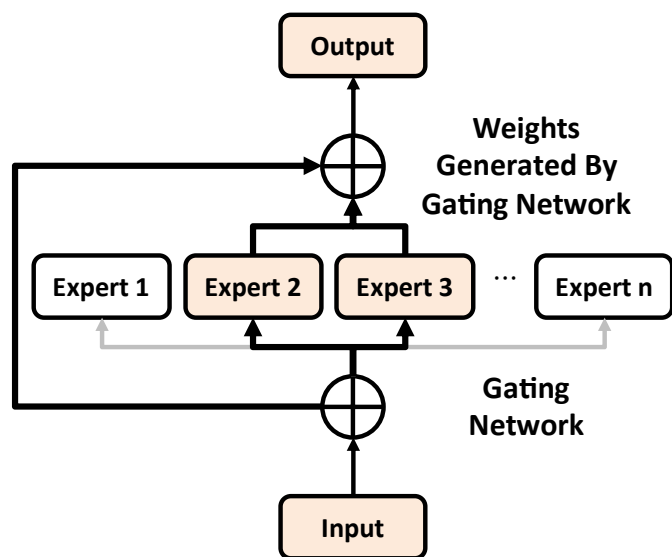 Output
Weights
Generated By
Gating Network
Expert 1
Expert 2
Expert 3
...
Expert n
Gating
Network
Input